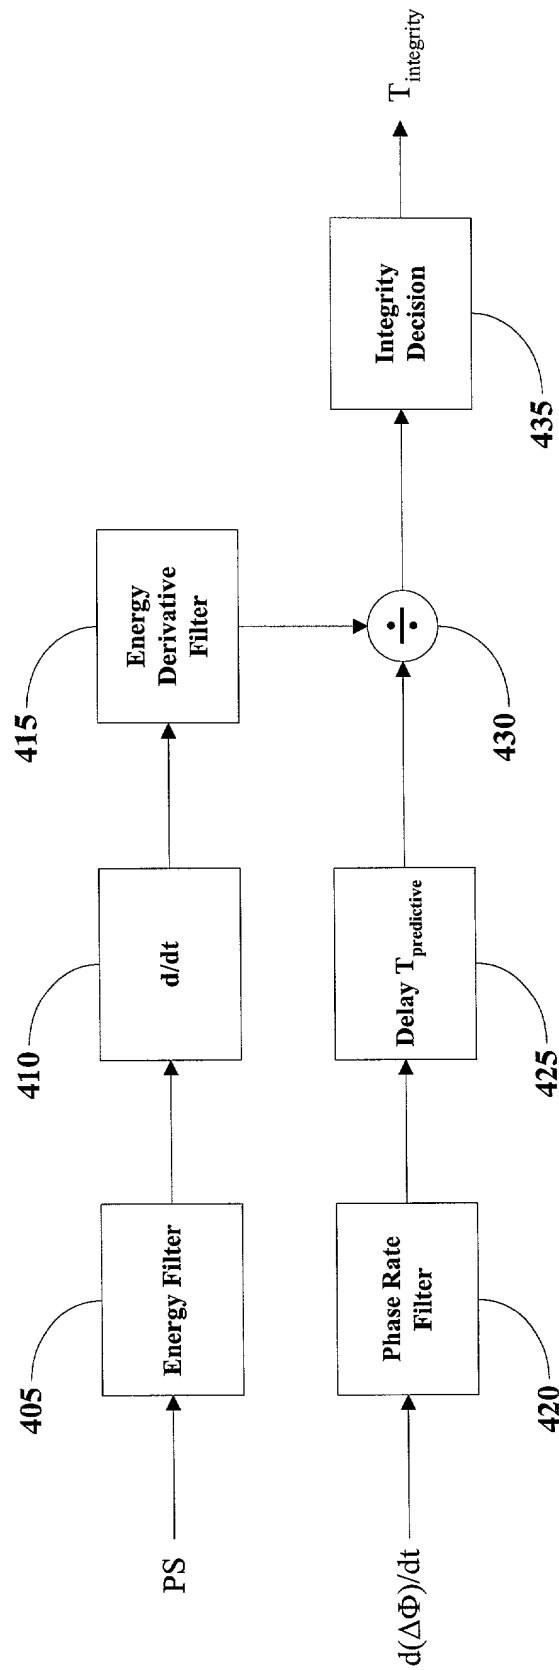 415
Energy
Derivative
Filter
410
d/dt
405
Energy Filter
PS
T_integrity
Integrity
Decision
435
÷
430
Delay T_predictive
425
Phase Rate
Filter
420
d(ΔΦ)/dt